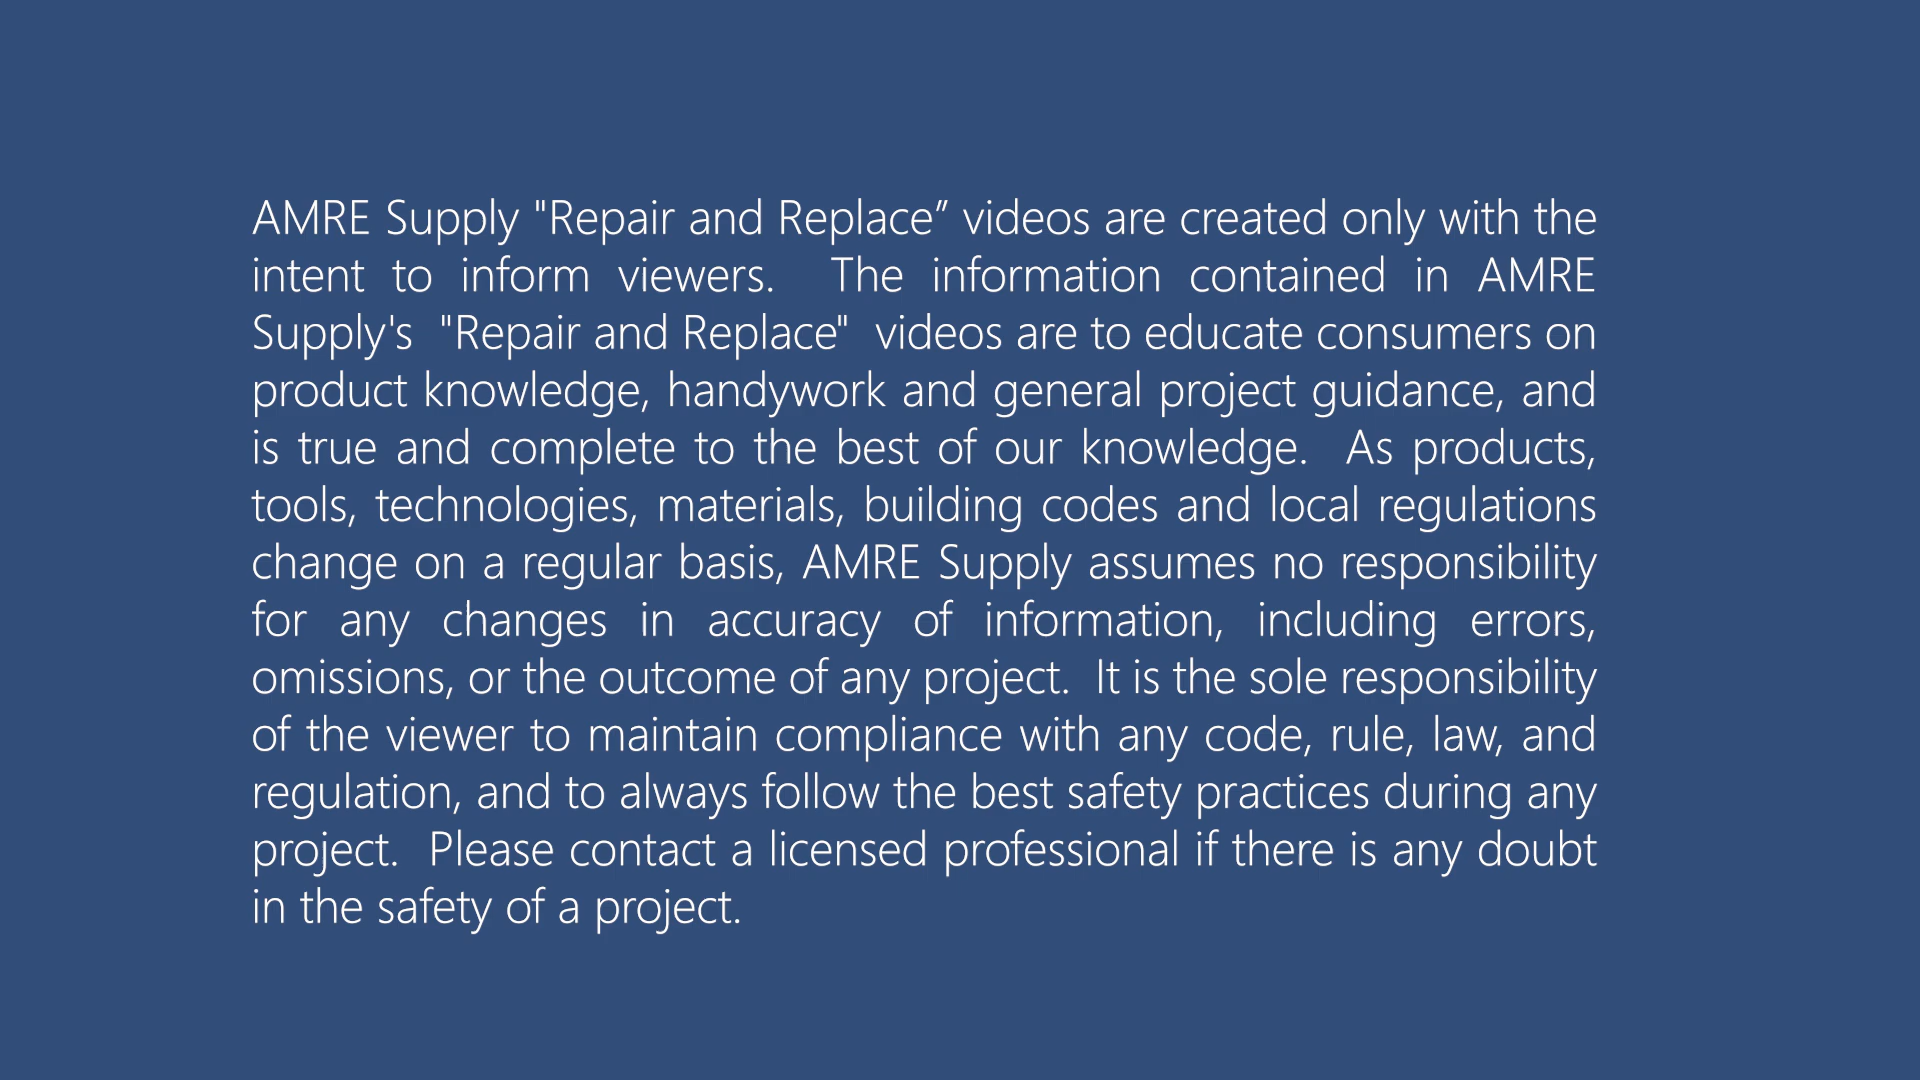 AMRE Supply "Repair and Replace” videos are created only with the
intent to inform viewers.  The information contained in AMRE
Supply's  "Repair and Replace"  videos are to educate consumers on
product knowledge, handywork and general project guidance, and
is true and complete to the best of our knowledge.  As products,
tools, technologies, materials, building codes and local regulations
change on a regular basis, AMRE Supply assumes no responsibility
for any changes in accuracy of information, including errors,
omissions, or the outcome of any project.  It is the sole responsibility
of the viewer to maintain compliance with any code, rule, law, and
regulation, and to always follow the best safety practices during any
project.  Please contact a licensed professional if there is any doubt
in the safety of a project.